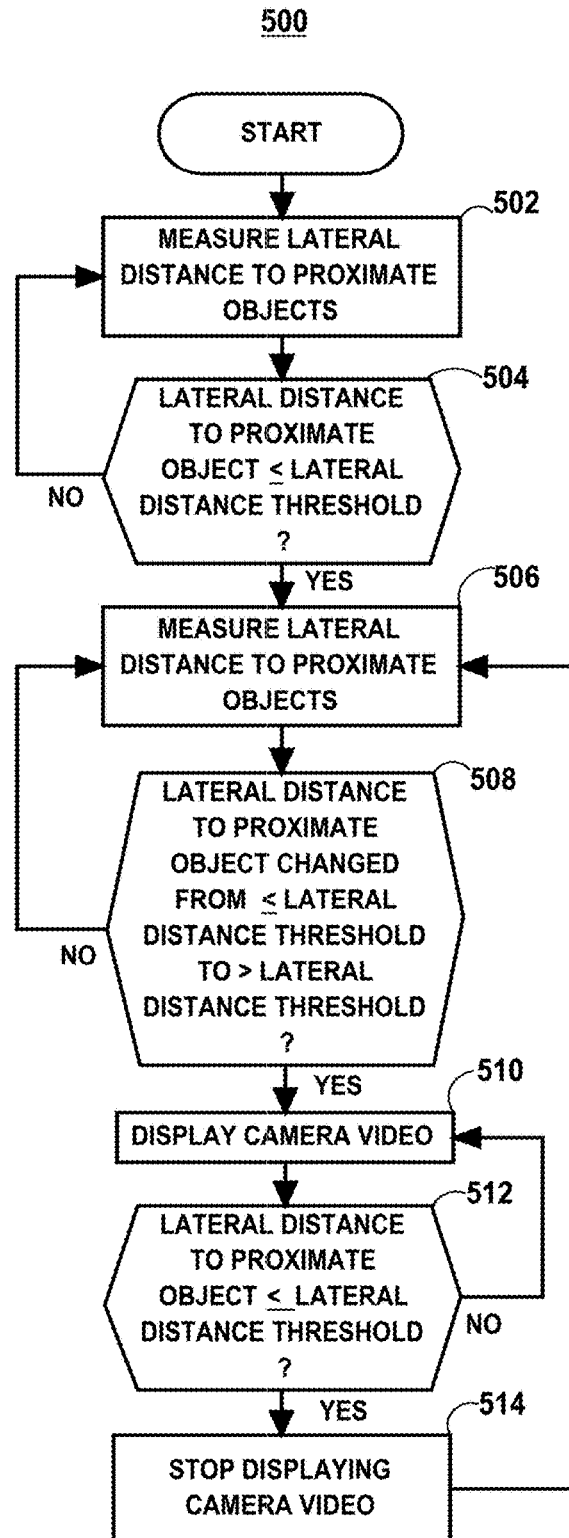 500
START
502
MEASURE LATERAL
DISTANCE TO PROXIMATE
OBJECTS
504
LATERAL DISTANCE
TO PROXIMATE
OBJECT ≤ LATERAL
DISTANCE THRESHOLD
?
NO
YES
506
MEASURE LATERAL
DISTANCE TO PROXIMATE
OBJECTS
508
LATERAL DISTANCE
TO PROXIMATE
OBJECT CHANGED
FROM ≤ LATERAL
DISTANCE THRESHOLD
TO > LATERAL
DISTANCE THRESHOLD
?
NO
YES
510
DISPLAY CAMERA VIDEO
512
LATERAL DISTANCE
TO PROXIMATE
OBJECT ≤ LATERAL
DISTANCE THRESHOLD
?
NO
YES
514
STOP DISPLAYING
CAMERA VIDEO